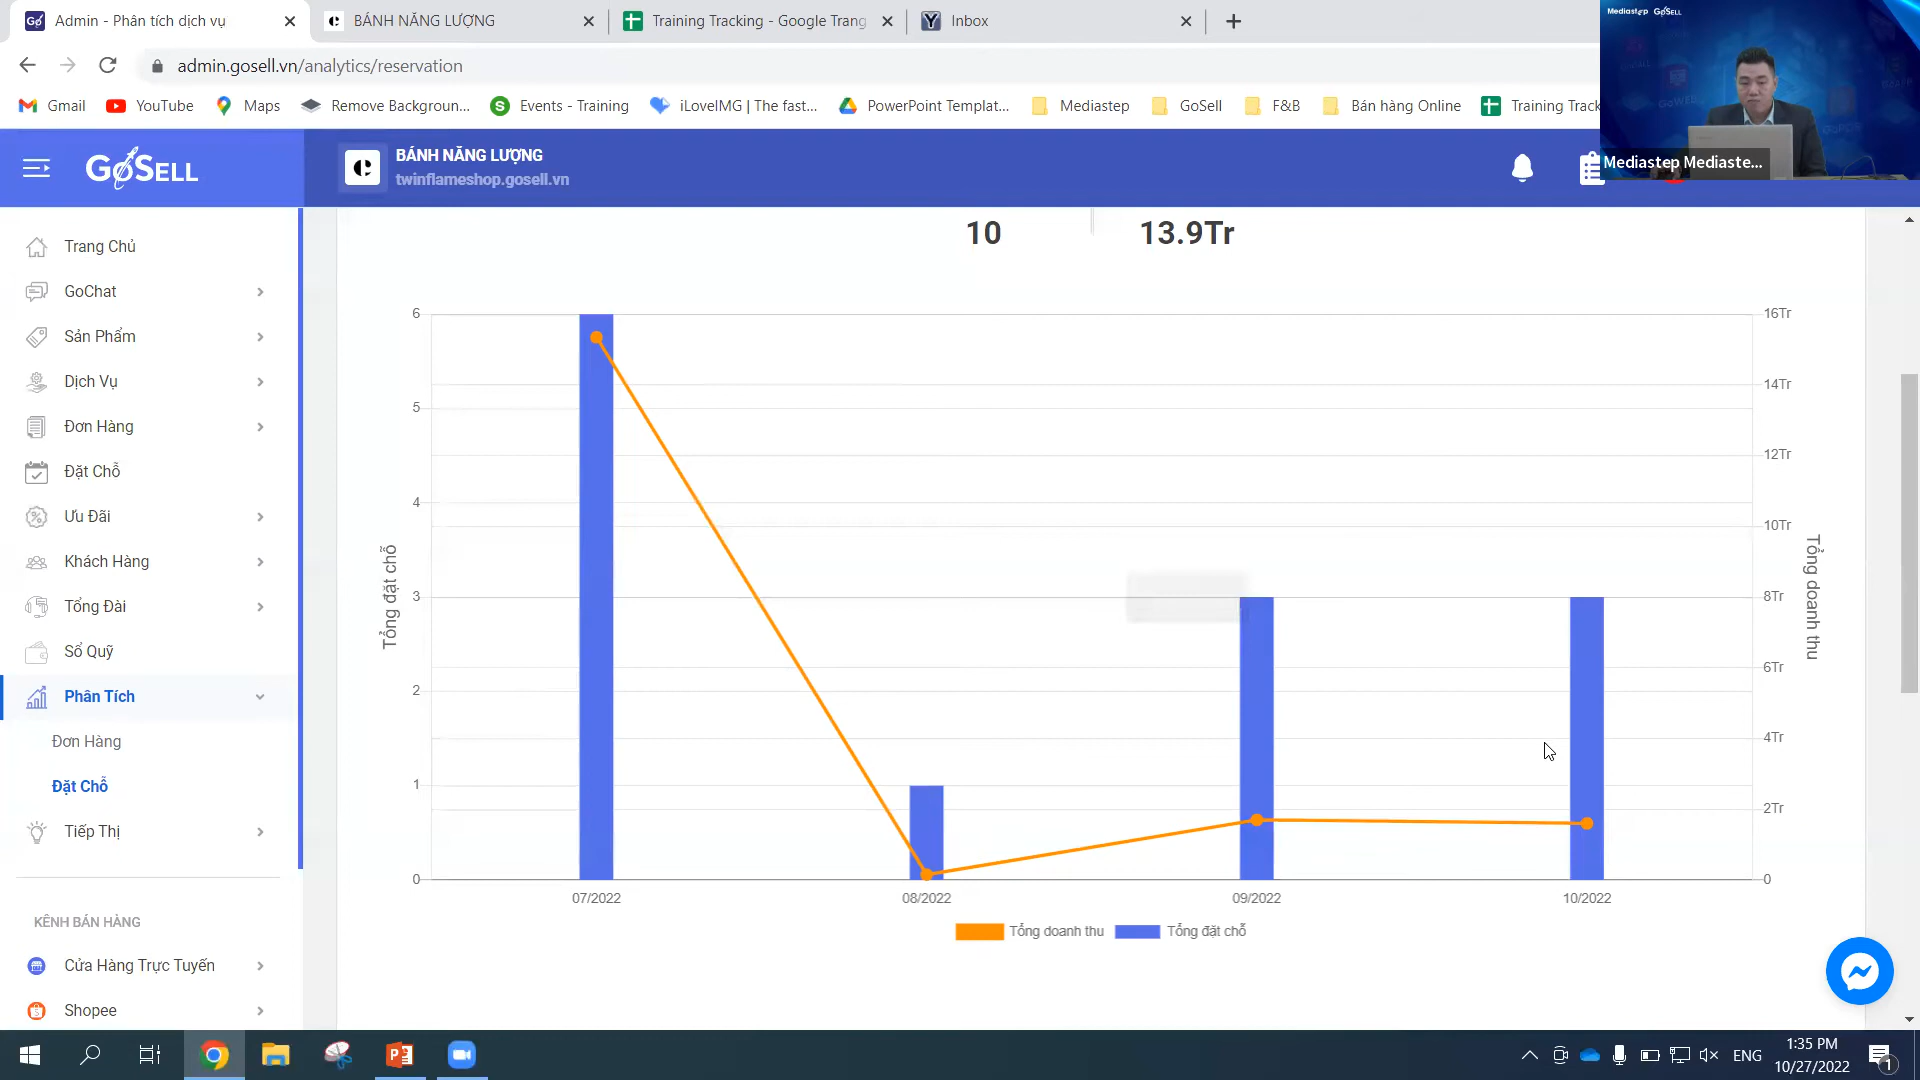 Admin - Phân tích dịch vụ
BÁNH NĂNG LƯỢNG
Training Tracking - Google Trang
Inbox
admin.gosell.vn/analytics/reservation
Gmail
YouTube
Maps
Remove Backgroun...
Events - Training
iLoveIMG | The fast...
PowerPoint Templat...
Mediastep
GoSell
F&B
Bán hàng Online
Training Track
Mediastep GoSELL
Mediastep Mediaste...
GoSELL
BÁNH NĂNG LƯỢNG
twinflameshop.gosell.vn
Trang Chủ
GoChat
Sản Phẩm
Dịch Vụ
Đơn Hàng
Đặt Chỗ
Ưu Đãi
Khách Hàng
Tổng Đài
Sổ Quỹ
Phân Tích
Đơn Hàng
Đặt Chỗ
Tiếp Thị
KÊNH BÁN HÀNG
Cửa Hàng Trực Tuyến
Shopee
10
13.9Tr
6
5
4
3
2
1
0
Tổng đặt chỗ
16Tr
14Tr
12Tr
10Tr
8Tr
6Tr
4Tr
2Tr
0
Tổng doanh thu
07/2022
08/2022
09/2022
10/2022
Tổng doanh thu
Tổng đặt chỗ
ENG
1:35 PM
10/27/2022
1